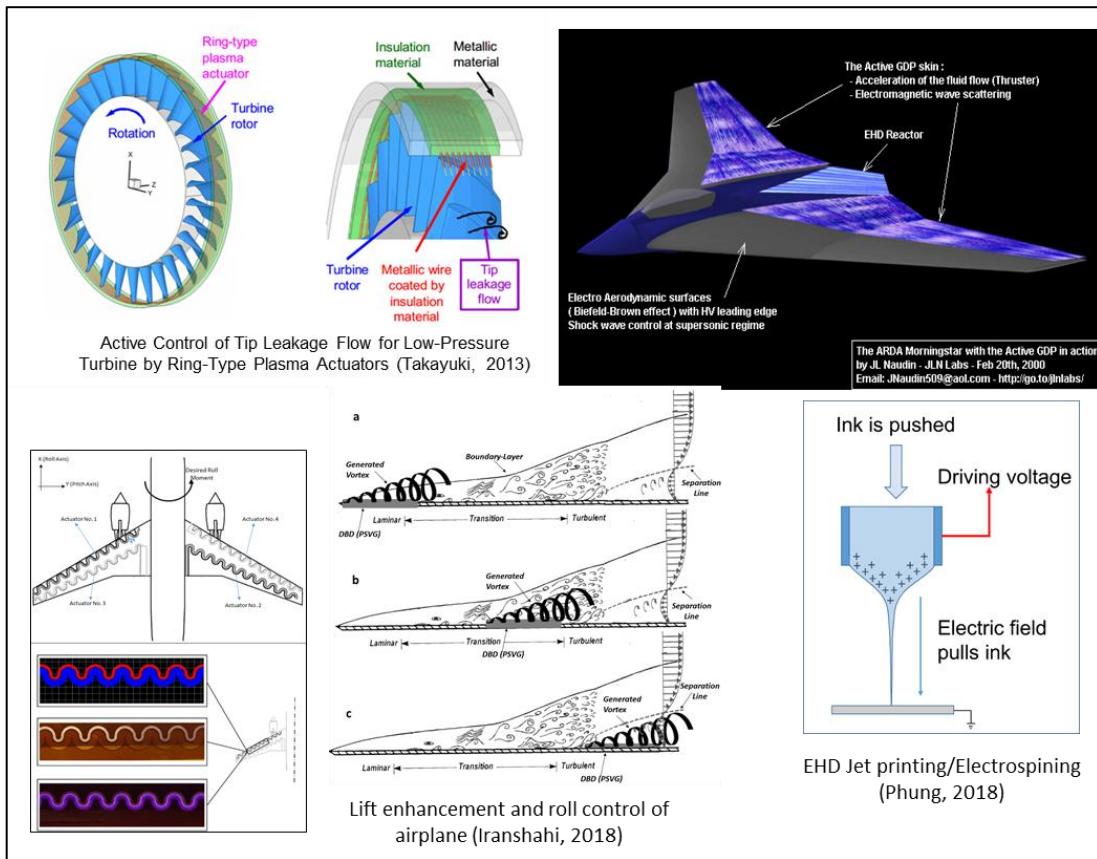 Ring-type
plasma
actuator
Turbine
rotor
Rotation
X
Z
Y
Insulation
material
Metallic
material
Turbine
rotor
Metallic wire
coated by
insulation
material
Tip
leakage
flow
Active Control of Tip Leakage Flow for Low-Pressure
Turbine by Ring-Type Plasma Actuators (Takayuki, 2013)
The Active GDP skin :
- Acceleration of the fluid flow (Thruster)
- Electromagnetic wave scattering
EHD Reactor
Electro Aerodynamic surfaces
( Biefeld-Brown effect ) with HV leading edge
Shock wave control at supersonic regime
The ARDA Morningstar with the Active GDP in action
by JL Naudin - JLN Labs - Feb 20th, 2000
Email: JNaudin509@aol.com - http://go.to/jlnlabs/
X (Roll Axis)
Y (Pitch Axis)
Desired Roll
Moment
Actuator No.1
Actuator No.4
Actuator No.3
Actuator No.2
a
Generated
Vortex
Boundary-Layer
Separation
Line
Laminar
Transition
Turbulent
DBD (PSVG)
b
Generated
Vortex
Separation
Line
Laminar
Transition
Turbulent
DBD (PSVG)
c
Generated
Vortex
Separation
Line
Laminar
Transition
Turbulent
DBD (PSVG)
Lift enhancement and roll control of
airplane (Iranshahi, 2018)
Ink is pushed
Driving voltage
Electric field
pulls ink
EHD Jet printing/Electrospining
(Phung, 2018)